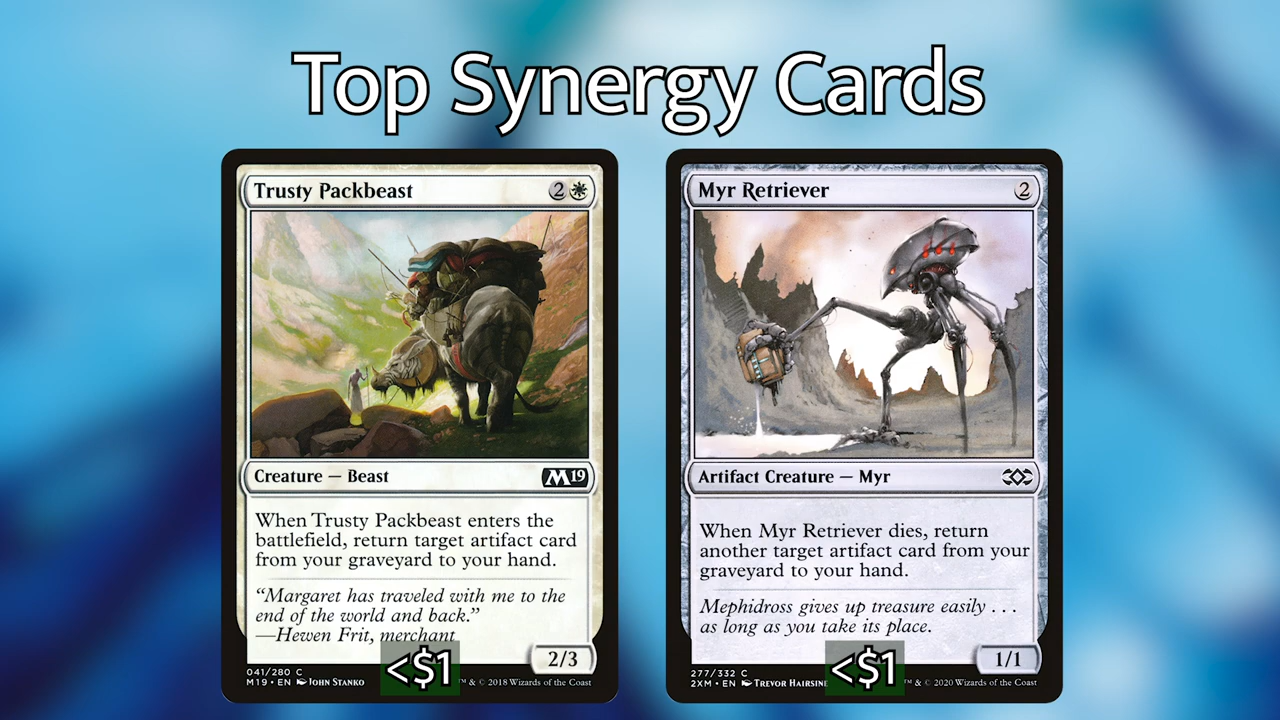 Top Synergy Cards
Trusty Packbeast 2
Creature — Beast M19
When Trusty Packbeast enters the
battlefield, return target artifact card
from your graveyard to your hand.
“Margaret has traveled with me to the
end of the world and back.”
—Hewen Frit, merchant
2/3
<$1
041/280 C
M19 • EN John Stanko ™ & © 2018 Wizards of the Coast
Myr Retriever 2
Artifact Creature — Myr
When Myr Retriever dies, return
another target artifact card from your
graveyard to your hand.
Mephidross gives up treasure easily . . .
as long as you take its place.
1/1
<$1
277/332 C
2XM • EN Trevor Hairsine ™ & © 2020 Wizards of the Coast